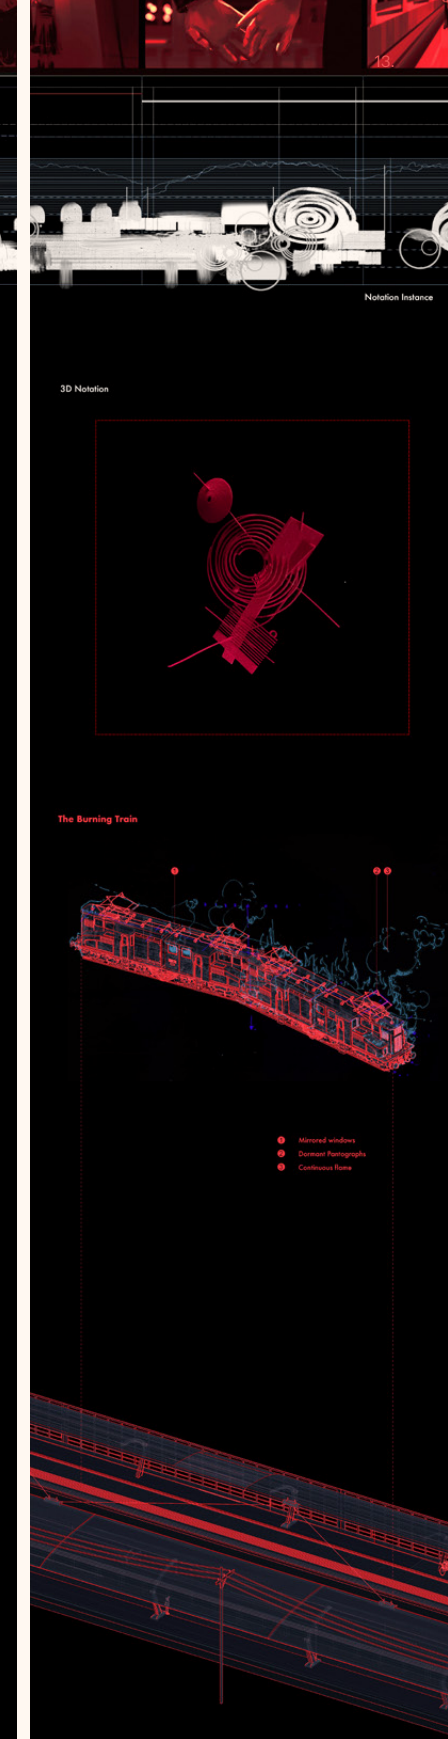 13.
Notation Instance
3D Notation
The Burning Train
1
2 3
1 Mirrored windows
2 Dormant Pantographs
3 Continuous flame